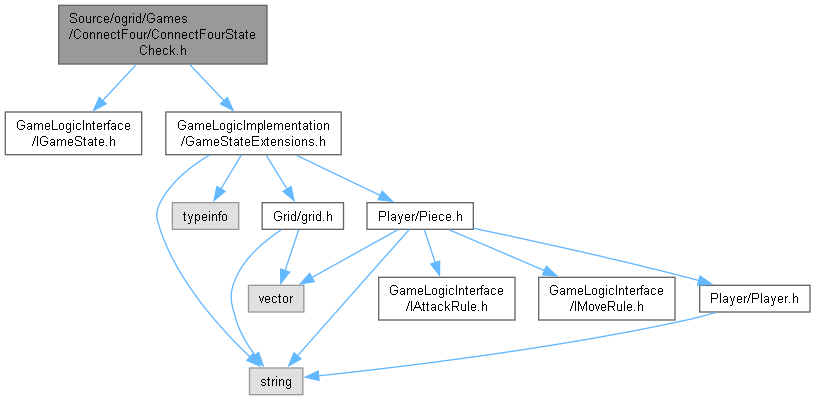 Source/ogrid/Games
/ConnectFour/ConnectFourState
Check.h
GameLogicInterface
/IGameState.h
GameLogicImplementation
/GameStateExtensions.h
typeinfo
Grid/grid.h
Player/Piece.h
vector
GameLogicInterface
/IAttackRule.h
GameLogicInterface
/IMoveRule.h
Player/Player.h
string